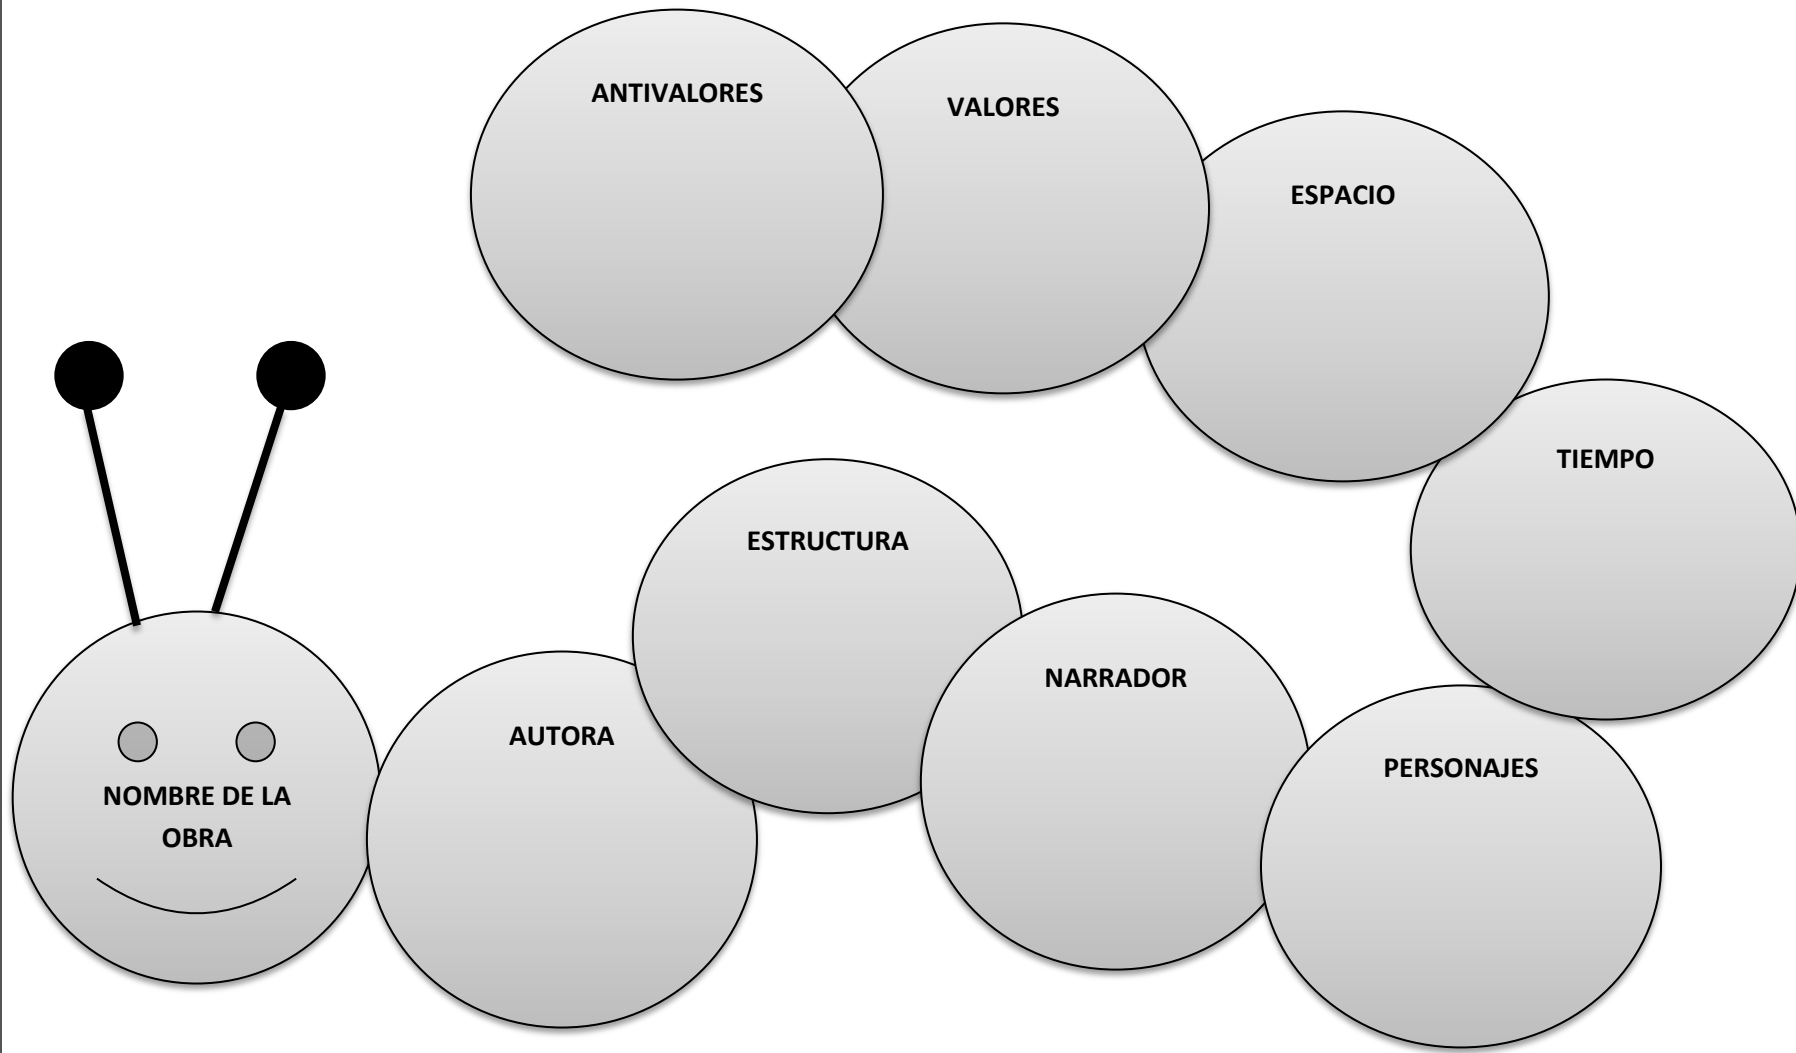 ANTIVALORES
VALORES
ESPACIO
TIEMPO
ESTRUCTURA
NARRADOR
AUTORA
PERSONAJES
NOMBRE DE LA
OBRA